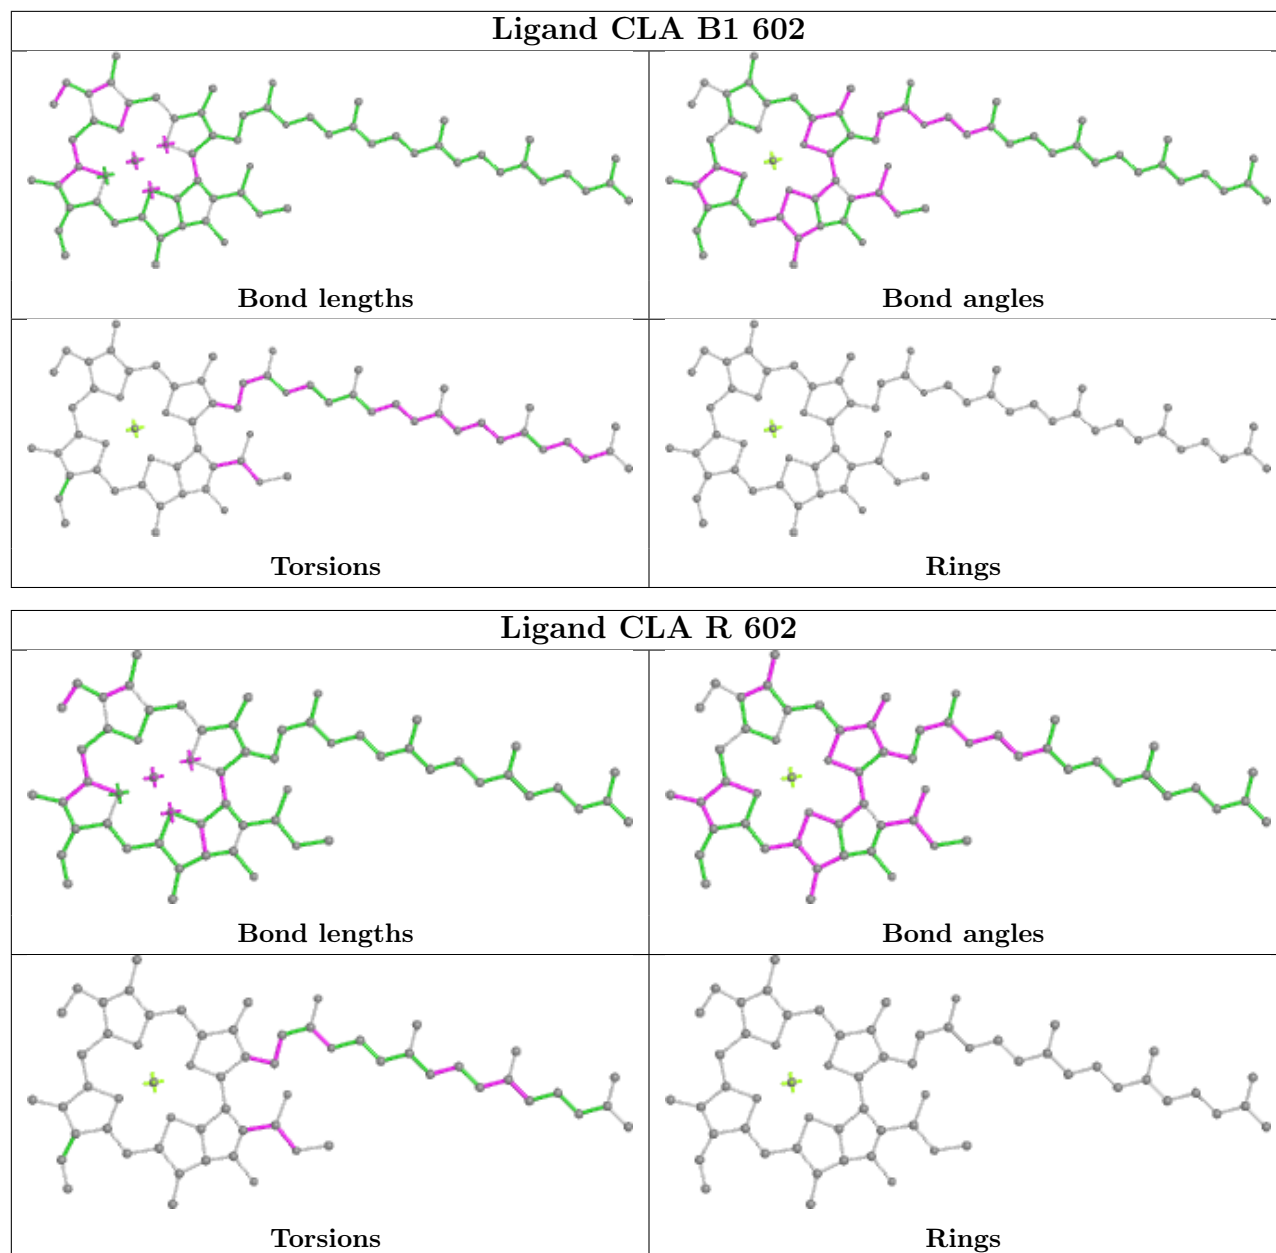 Ligand CLA B1 602
Bond lengths
Bond angles
Torsions
Rings
Ligand CLA R 602
Bond lengths
Bond angles
Torsions
Rings